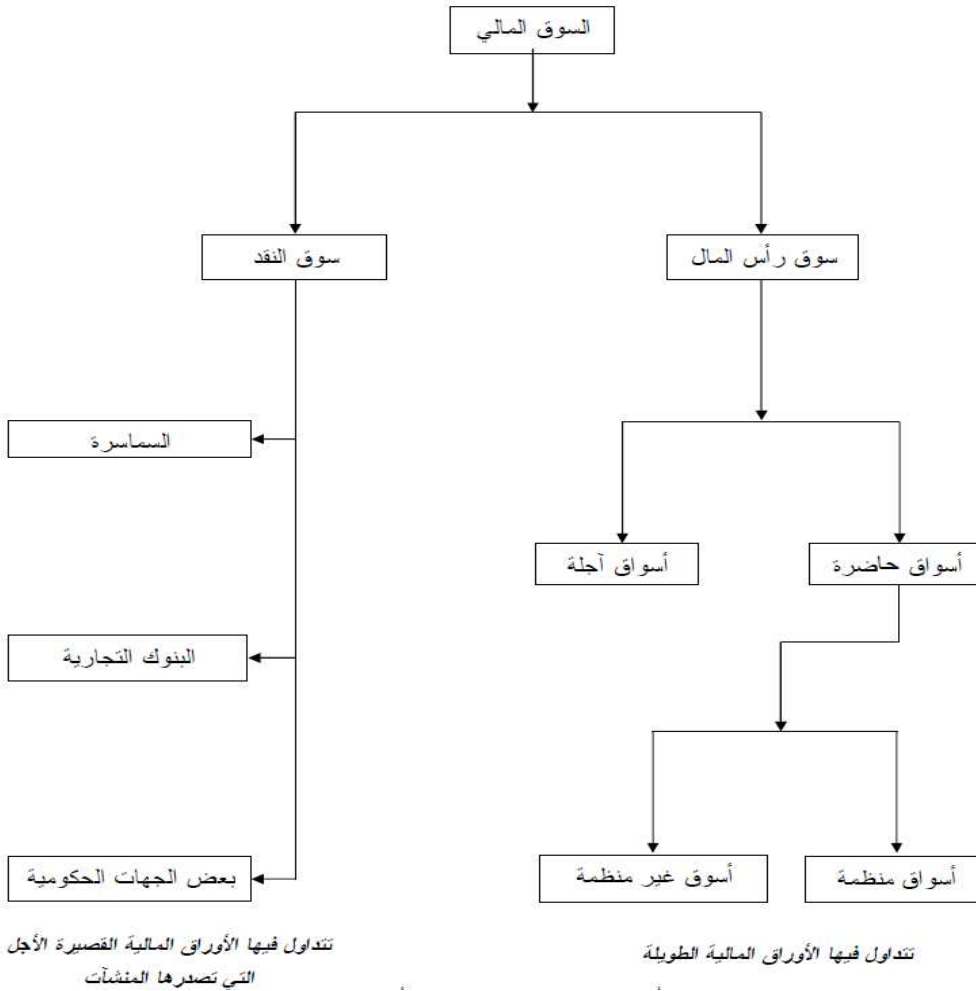 السوق المالي
سوق رأس المال
سوق النقد
السماسرة
أسواق حاضرة
أسواق آجلة
البنوك التجارية
أسواق منظمة
أسوق غير منظمة
بعض الجهات الحكومية
تتداول فيها الأوراق المالية الطويلة
تتداول فيها الأوراق المالية القصيرة الأجل
التي تصدرها المنشآت